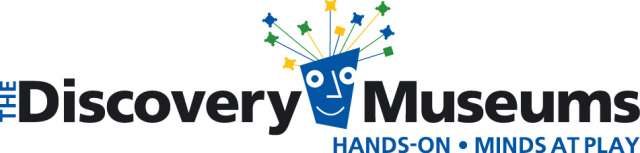 THE Discovery Museums
HANDS-ON • MINDS AT PLAY